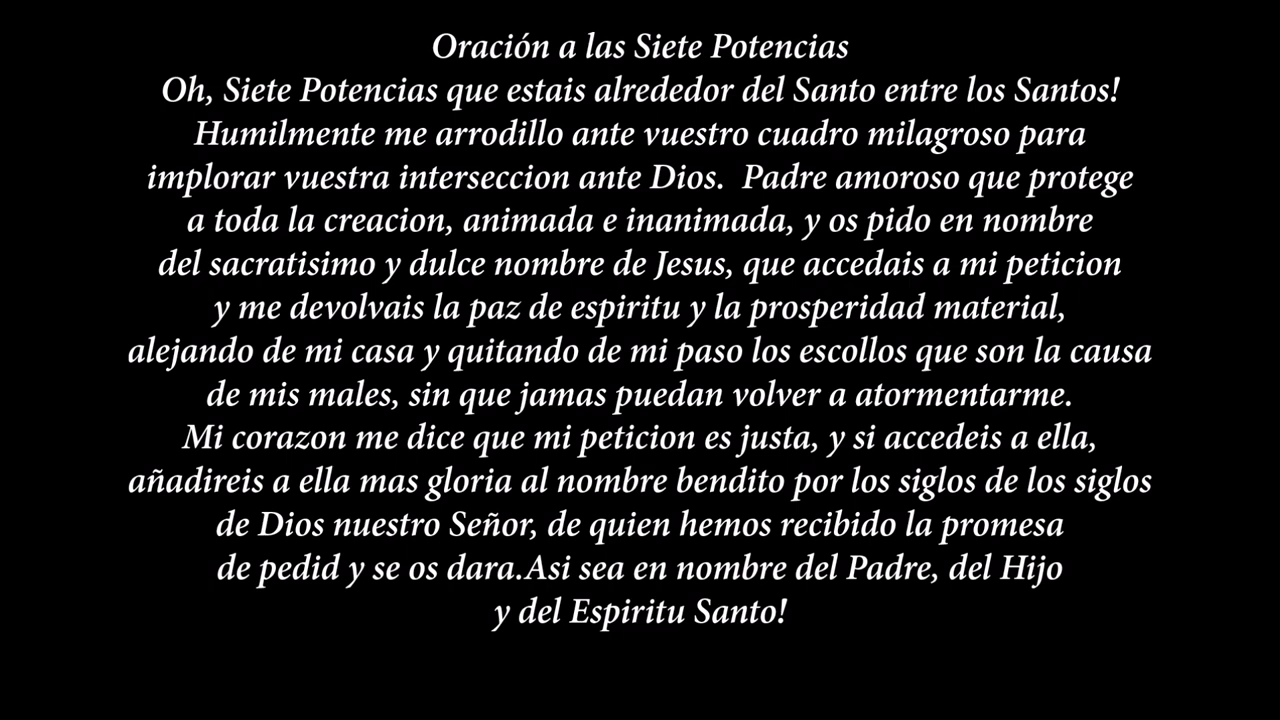 Oración a las Siete Potencias
Oh, Siete Potencias que estais alrededor del Santo entre los Santos!
Humilmente me arrodillo ante vuestro cuadro milagroso para
implorar vuestra interseccion ante Dios.  Padre amoroso que protege
a toda la creacion, animada e inanimada, y os pido en nombre
del sacratisimo y dulce nombre de Jesus, que accedais a mi peticion
y me devolvais la paz de espiritu y la prosperidad material,
alejando de mi casa y quitando de mi paso los escollos que son la causa
de mis males, sin que jamas puedan volver a atormentarme.
Mi corazon me dice que mi peticion es justa, y si accedeis a ella,
añadireis a ella mas gloria al nombre bendito por los siglos de los siglos
de Dios nuestro Señor, de quien hemos recibido la promesa
de pedid y se os dara.Asi sea en nombre del Padre, del Hijo
y del Espiritu Santo!